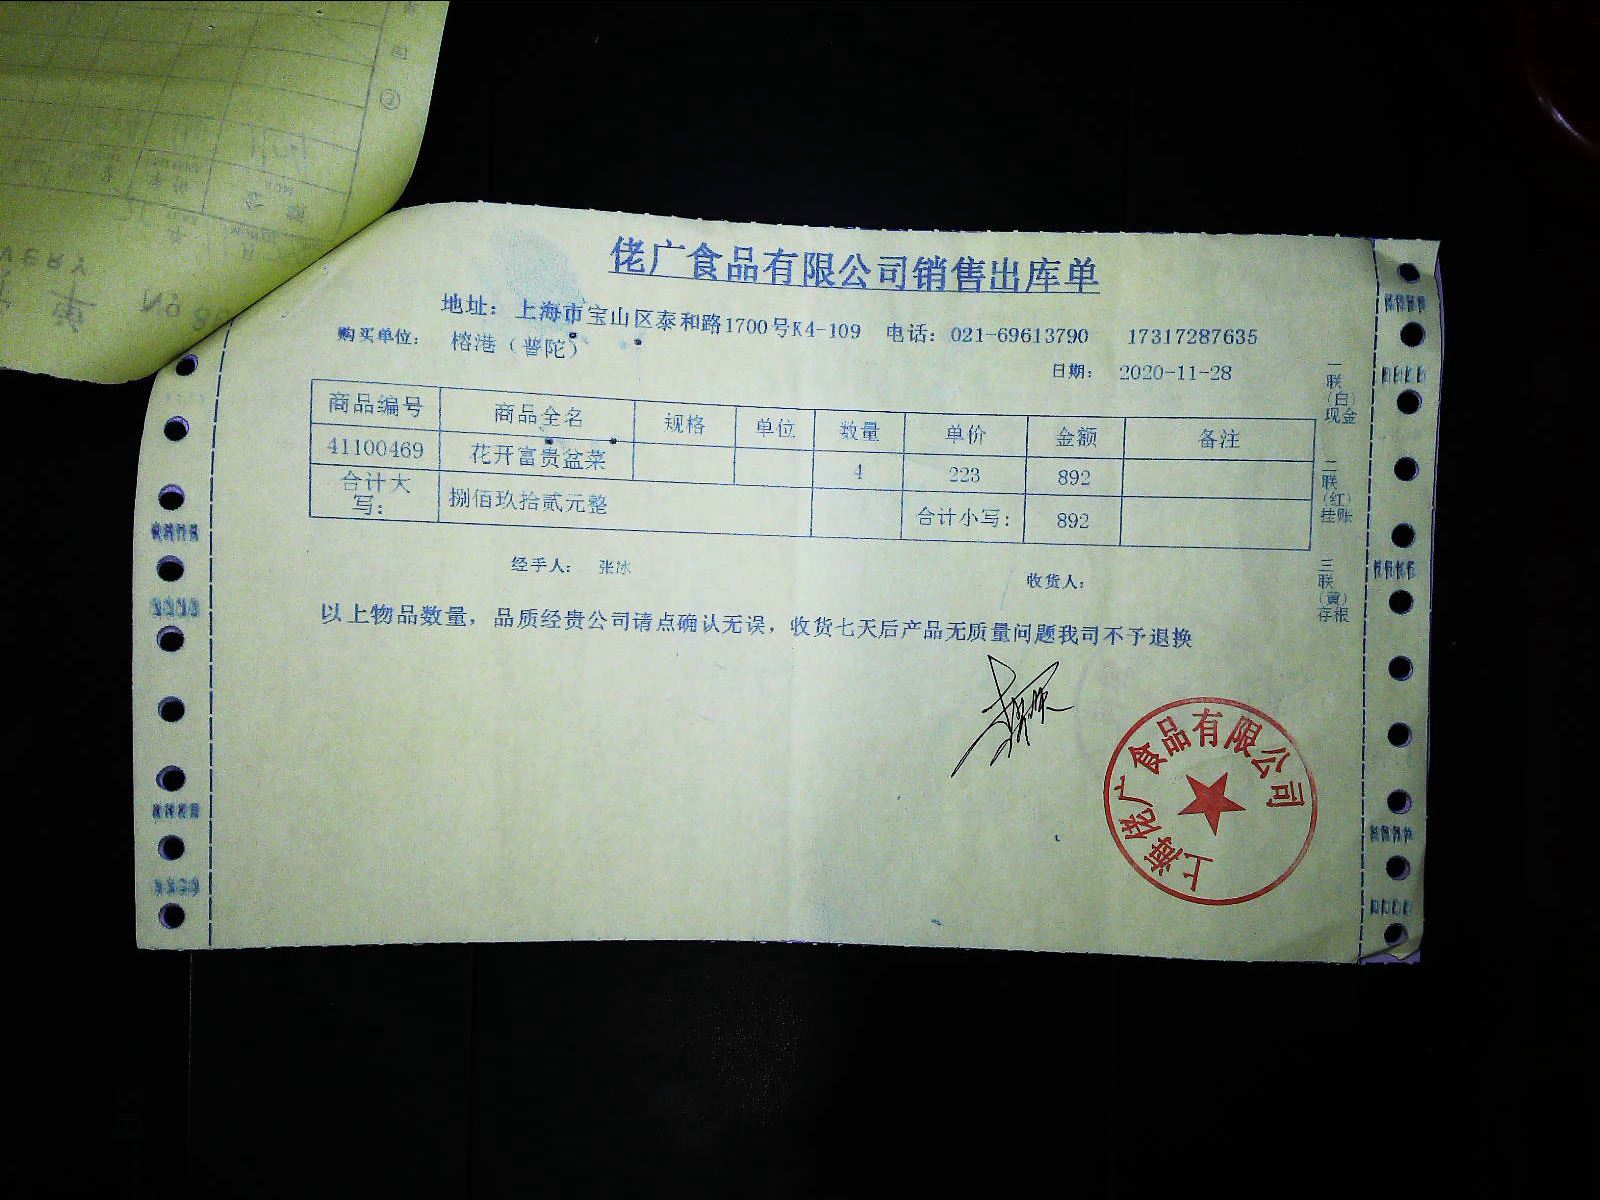 佬广食品有限公司销售出库单
地址：上海市宝山区泰和路1700号K4-109 电话：021-69613790 17317287635
购买单位： 榕港（普陀）
日期： 2020-11-28
商品编号 商品全名 规格 单位 数量 单价 金额 备注
41100469 花开富贵盆菜 4 223 892
合计大写： 捌佰玖拾贰元整 合计小写： 892
经手人： 张冰
收货人：
以上物品数量，品质经贵公司请点确认无误，收货七天后产品无质量问题我司不予退换
一联（白）现金
二联（红）挂账
三联（黄）存根
上海佬广食品有限公司